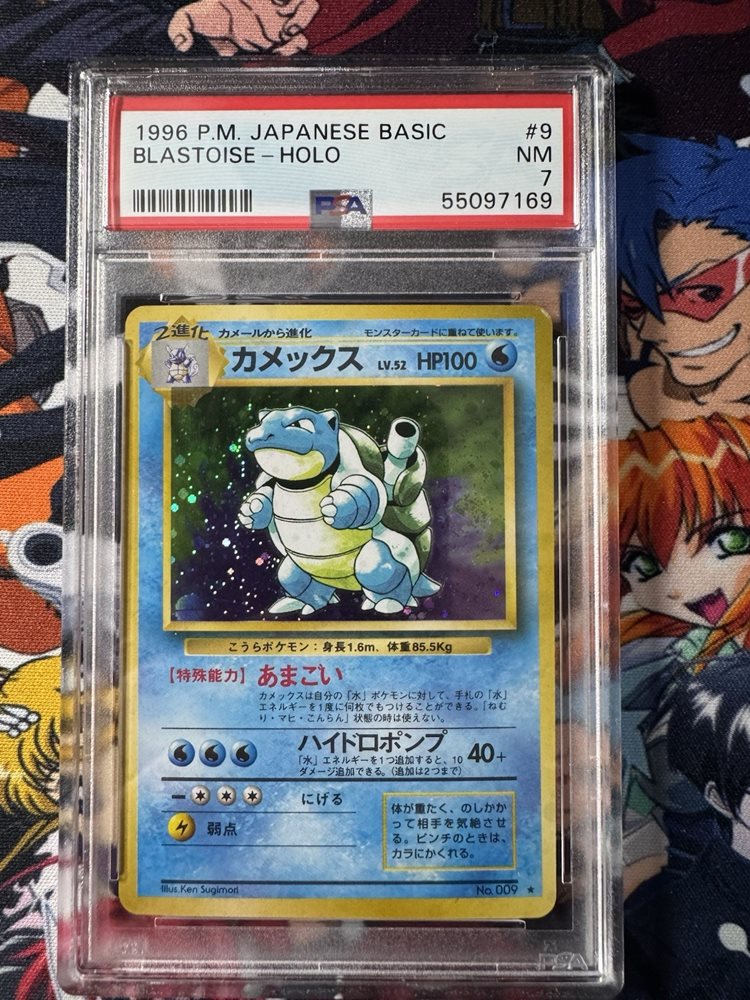 1996 P.M. JAPANESE BASIC #9
BLASTOISE - HOLO NM
7
PSA 55097169
2進化 カメールから進化 モンスターカードに重ねて使います。
カメックス LV.52 HP100
こうらポケモン：身長1.6m、体重85.5Kg
【特殊能力】あまごい
カメックスは自分の「水」ポケモンに対して、手札の「水」
エネルギーを1度に何枚でもつけることができる。「ねむ
り・マヒ・こんらん」状態の時は使えない。
ハイドロポンプ
「水」エネルギーを1つ追加すると、10
ダメージ追加できる。（追加は2つまで）
40+
にげる
弱点
体が重たく、のしかか
って相手を気絶させ
る。ピンチのときは、
カラにかくれる。
Illus.Ken Sugimori No.009 ★
PSA